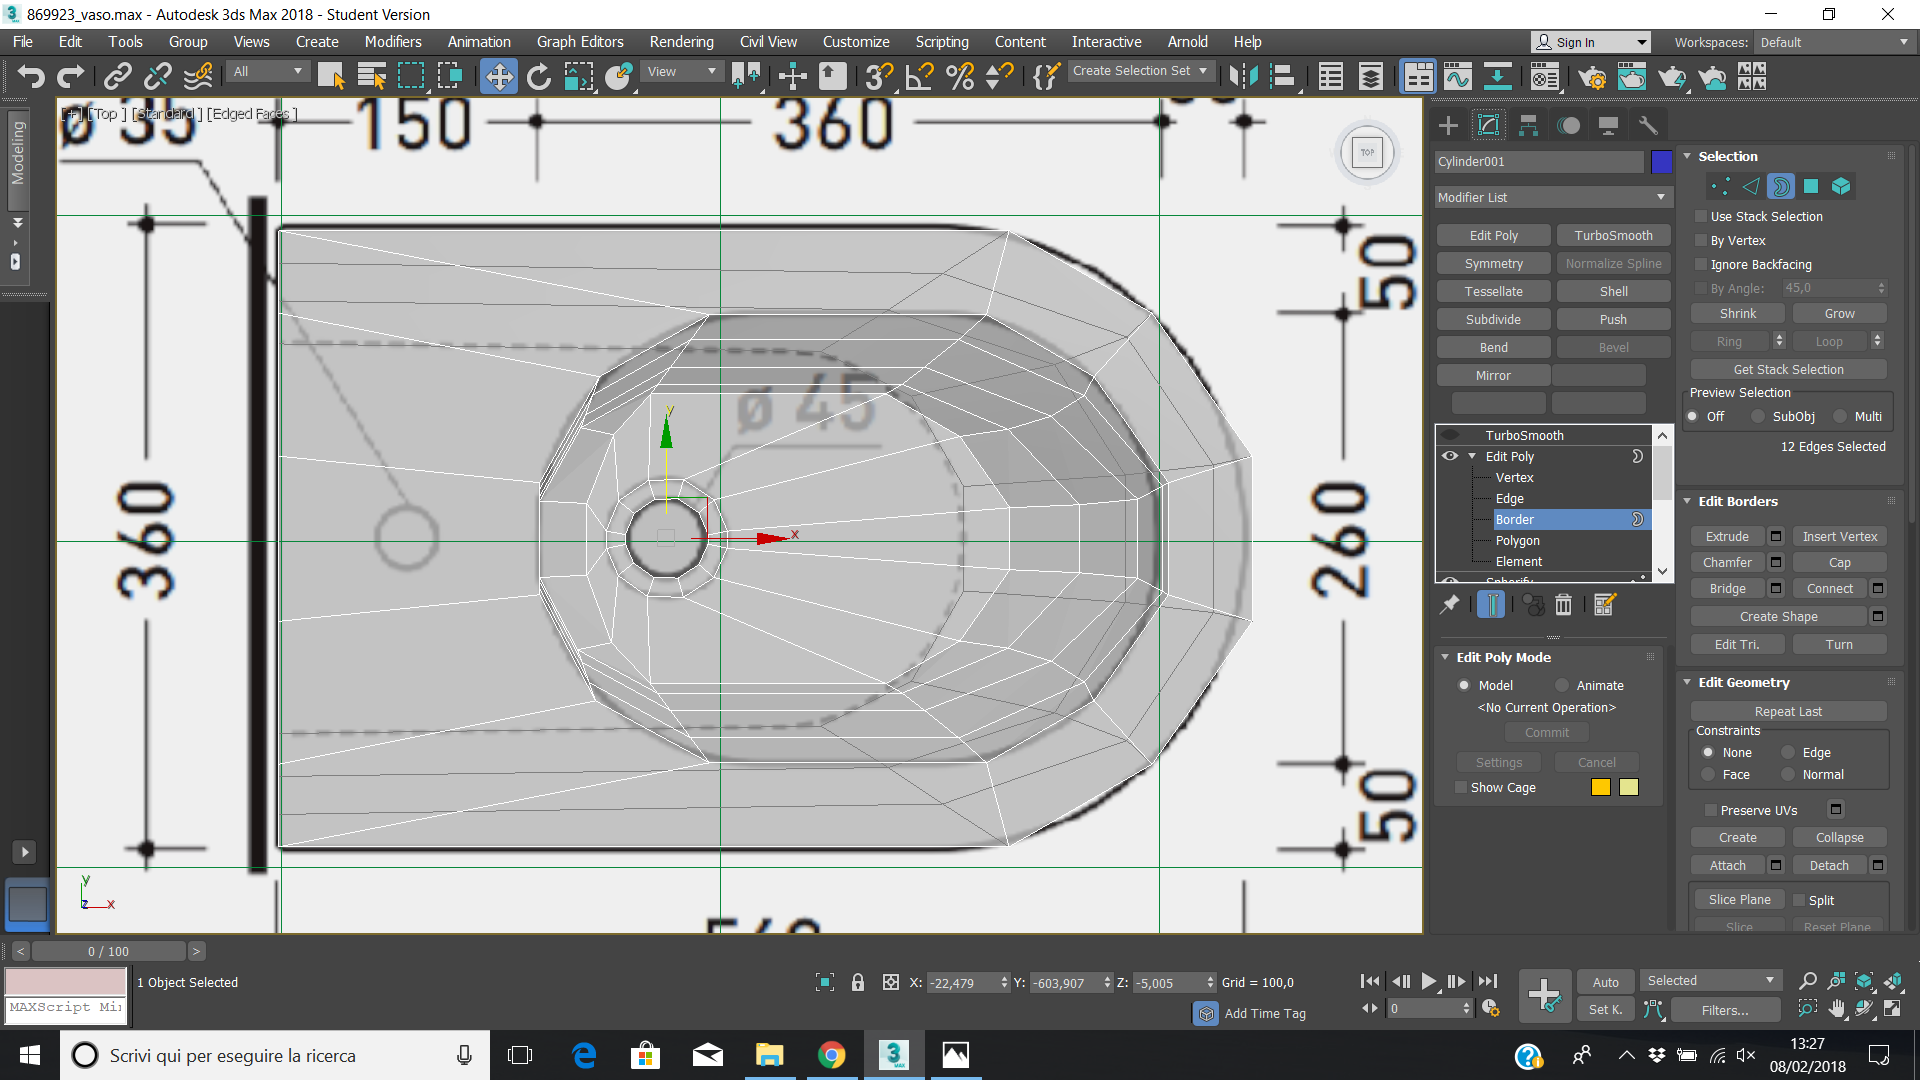 869923_vaso.max - Autodesk 3ds Max 2018 - Student Version
File Edit Tools Group Views Create Modifiers Animation Graph Editors Rendering Civil View Customize Scripting Content Interactive Arnold Help
Sign In
Workspaces: Default
All
View
Create Selection Set
[+] [Top ] [Standard ] [Edged Faces ]
ø 35
150
360
TOP
Modeling
50
ø 45
y
x
360
260
50
y
z x
Cylinder001
Modifier List
Edit Poly TurboSmooth
Symmetry Normalize Spline
Tessellate Shell
Subdivide Push
Bend Bevel
Mirror
TurboSmooth
Edit Poly
Vertex
Edge
Border
Polygon
Element
Spherify
Edit Poly Mode
Model Animate
<No Current Operation>
Commit
Settings Cancel
Show Cage
Selection
Use Stack Selection
By Vertex
Ignore Backfacing
By Angle: 45,0
Shrink Grow
Ring Loop
Get Stack Selection
Preview Selection
Off SubObj Multi
12 Edges Selected
Edit Borders
Extrude Insert Vertex
Chamfer Cap
Bridge Connect
Create Shape
Edit Tri. Turn
Edit Geometry
Repeat Last
Constraints
None Edge
Face Normal
Preserve UVs
Create Collapse
Attach Detach
Slice Plane Split
Slice Reset Plane
< 0 / 100 >
MAXScript Mi
1 Object Selected
X: -22,479 Y: -603,907 Z: -5,005 Grid = 100,0
Add Time Tag
0
Auto Selected
Set K. Filters...
Scrivi qui per eseguire la ricerca
3
MAX
13:27
08/02/2018